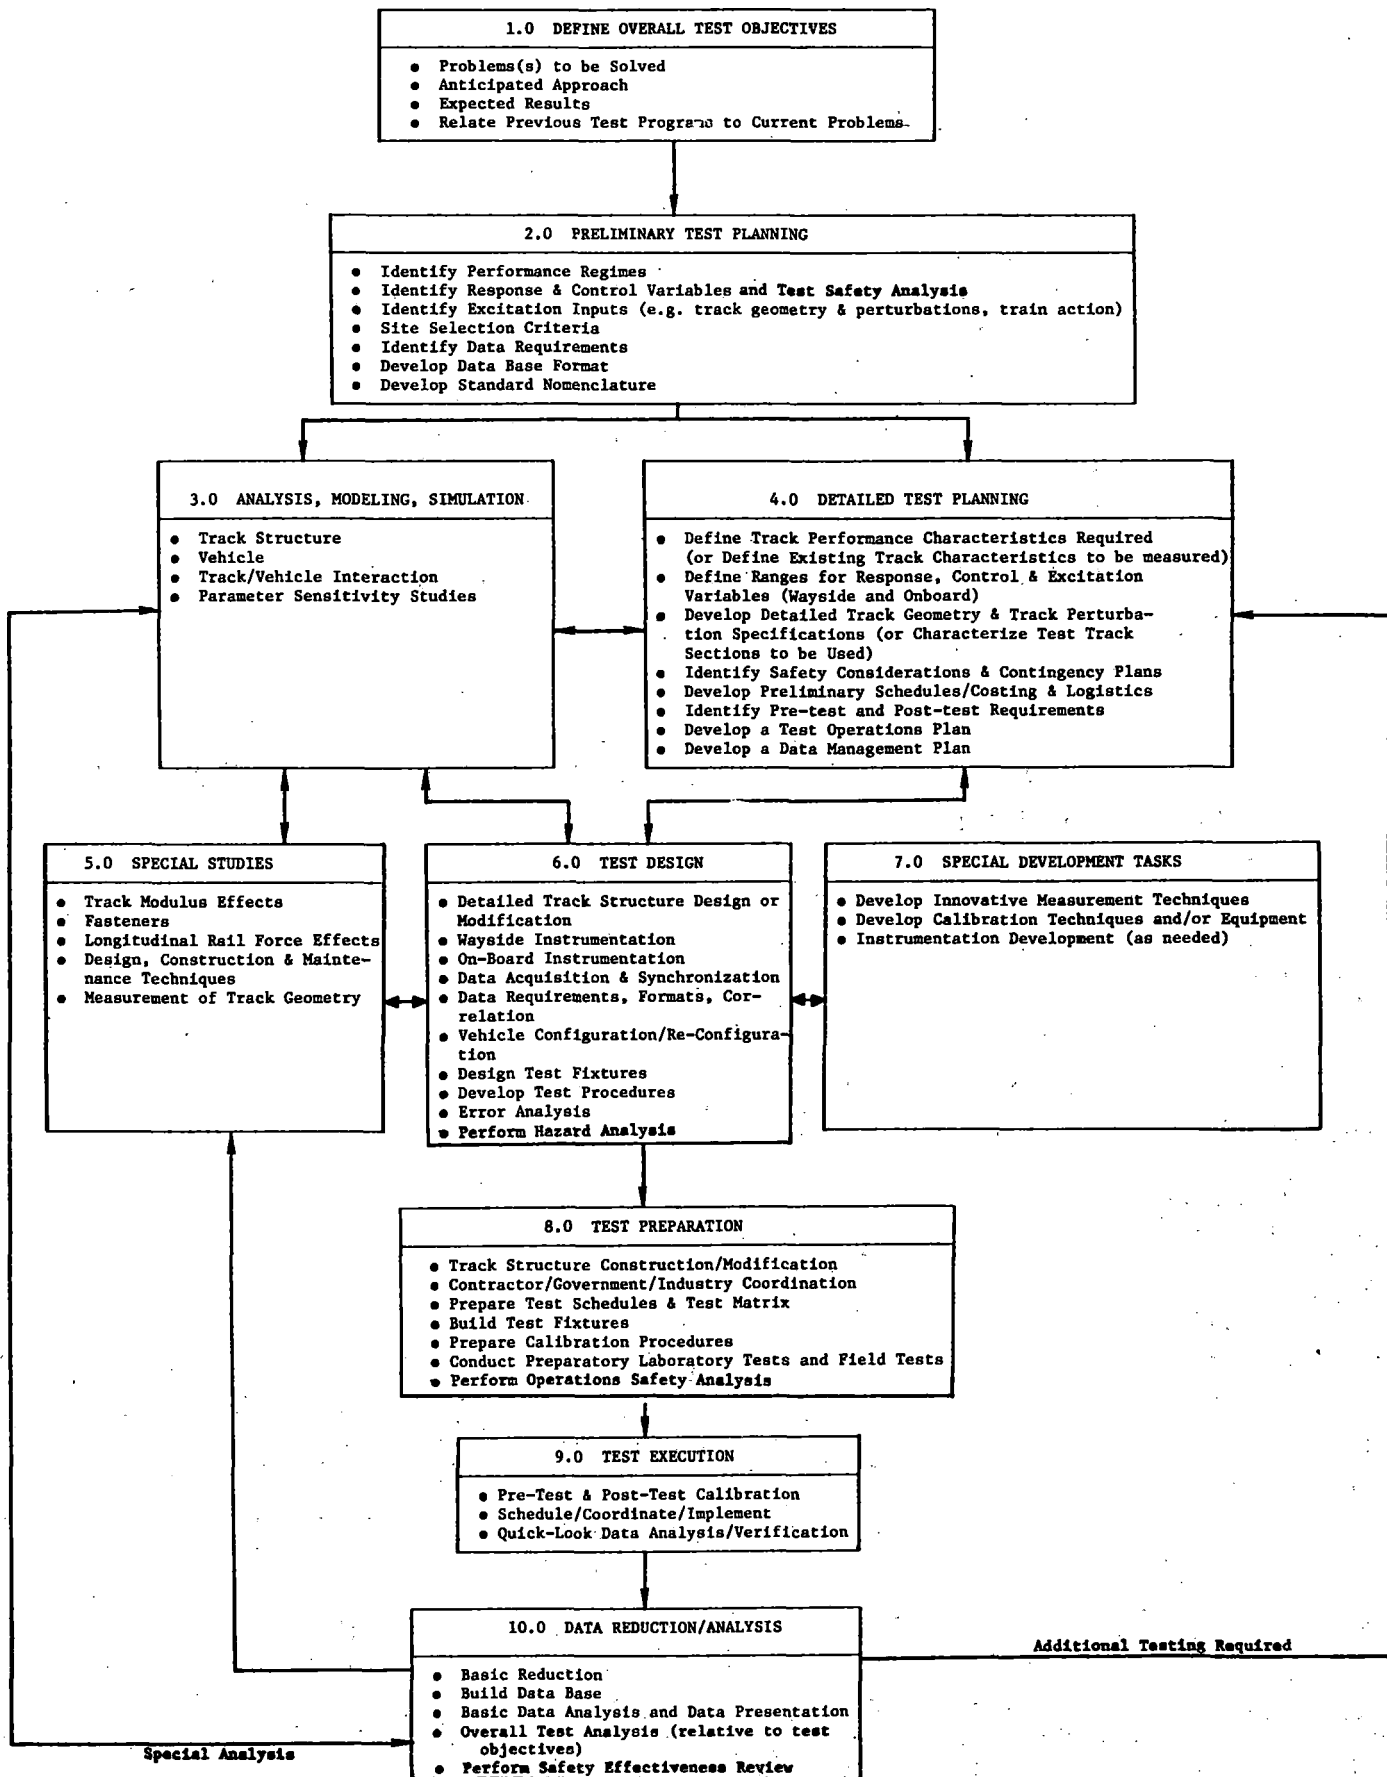 1.0 DEFINE OVERALL TEST OBJECTIVES
● Problems(s) to be Solved
● Anticipated Approach
● Expected Results
● Relate Previous Test Programs to Current Problems
2.0 PRELIMINARY TEST PLANNING
● Identify Performance Regimes
● Identify Response & Control Variables and Test Safety Analysis
● Identify Excitation Inputs (e.g. track geometry & perturbations, train action)
● Site Selection Criteria
● Identify Data Requirements
● Develop Data Base Format
● Develop Standard Nomenclature
3.0 ANALYSIS, MODELING, SIMULATION
● Track Structure
● Vehicle
● Track/Vehicle Interaction
● Parameter Sensitivity Studies
4.0 DETAILED TEST PLANNING
● Define Track Performance Characteristics Required
(or Define Existing Track Characteristics to be measured)
● Define Ranges for Response, Control & Excitation
Variables (Wayside and Onboard)
● Develop Detailed Track Geometry & Track Perturba-
tion Specifications (or Characterize Test Track
Sections to be Used)
● Identify Safety Considerations & Contingency Plans
● Develop Preliminary Schedules/Costing & Logistics
● Identify Pre-test and Post-test Requirements
● Develop a Test Operations Plan
● Develop a Data Management Plan
5.0 SPECIAL STUDIES
● Track Modulus Effects
● Fasteners
● Longitudinal Rail Force Effects
● Design, Construction & Mainte-
nance Techniques
● Measurement of Track Geometry
6.0 TEST DESIGN
● Detailed Track Structure Design or
Modification
● Wayside Instrumentation
● On-Board Instrumentation
● Data Acquisition & Synchronization
● Data Requirements, Formats, Cor-
relation
● Vehicle Configuration/Re-Configura-
tion
● Design Test Fixtures
● Develop Test Procedures
● Error Analysis
● Perform Hazard Analysis
7.0 SPECIAL DEVELOPMENT TASKS
● Develop Innovative Measurement Techniques
● Develop Calibration Techniques and/or Equipment
● Instrumentation Development (as needed)
8.0 TEST PREPARATION
● Track Structure Construction/Modification
● Contractor/Government/Industry Coordination
● Prepare Test Schedules & Test Matrix
● Build Test Fixtures
● Prepare Calibration Procedures
● Conduct Preparatory Laboratory Tests and Field Tests
● Perform Operations Safety Analysis
9.0 TEST EXECUTION
● Pre-Test & Post-Test Calibration
● Schedule/Coordinate/Implement
● Quick-Look Data Analysis/Verification
10.0 DATA REDUCTION/ANALYSIS
● Basic Reduction
● Build Data Base
● Basic Data Analysis and Data Presentation
● Overall Test Analysis (relative to test
objectives)
● Perform Safety Effectiveness Review
Additional Testing Required
Special Analysis